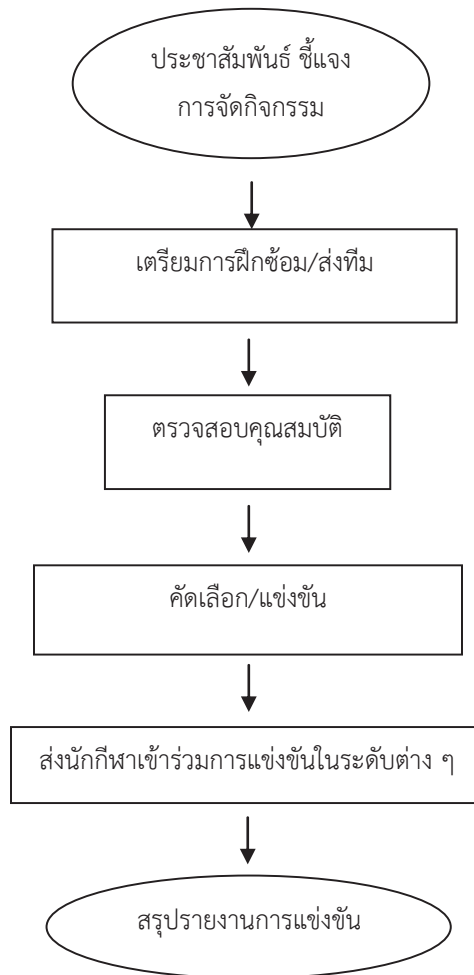 ประชาสัมพันธ์ ชี้แจง
การจัดกิจกรรม
เตรียมการฝึกซ้อม/ส่งทีม
ตรวจสอบคุณสมบัติ
คัดเลือก/แข่งขัน
ส่งนักกีฬาเข้าร่วมการแข่งขันในระดับต่าง ๆ
สรุปรายงานการแข่งขัน